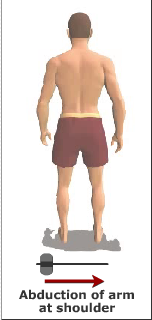 Abduction of arm
at shoulder